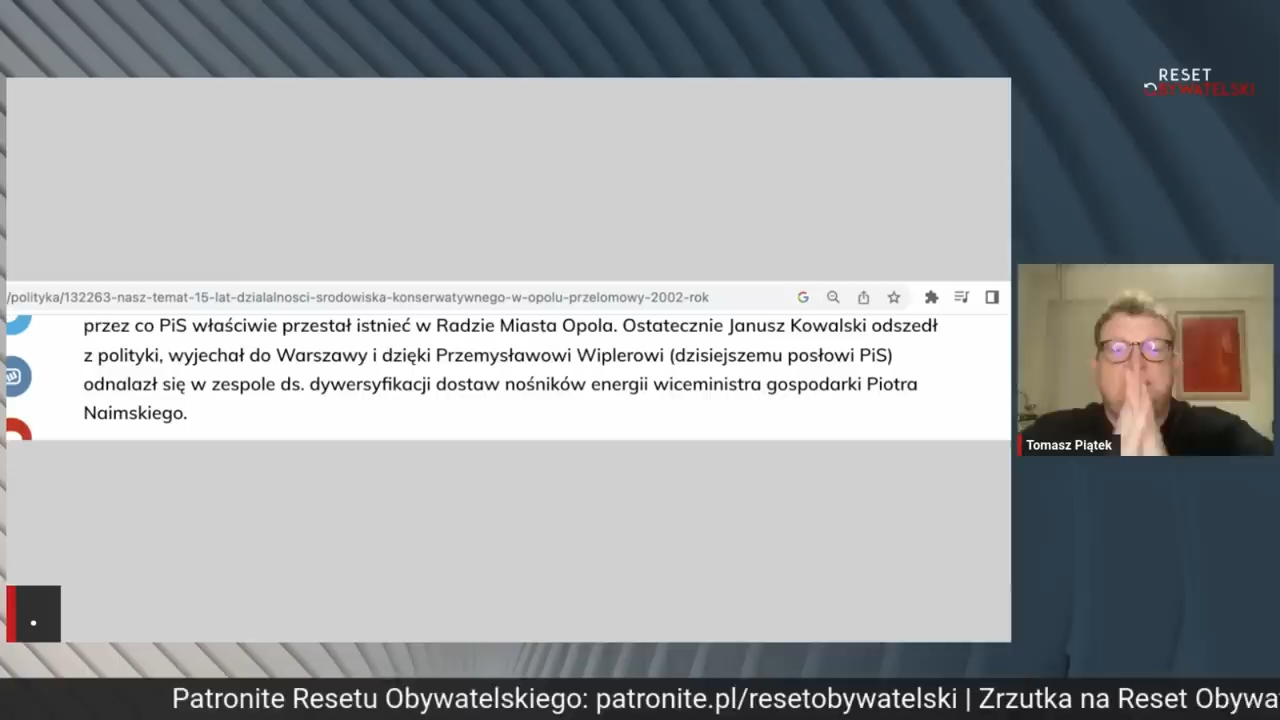 RESET
OBYWATELSKI
/polityka/132263-nasz-temat-15-lat-dzialalnosci-srodowiska-konserwatywnego-w-opolu-przelomowy-2002-rok
przez co PiS właściwie przestał istnieć w Radzie Miasta Opola. Ostatecznie Janusz Kowalski odszedł
z polityki, wyjechał do Warszawy i dzięki Przemysławowi Wiplerowi (dzisiejszemu posłowi PiS)
odnalazł się w zespole ds. dywersyfikacji dostaw nośników energii wiceministra gospodarki Piotra
Naimskiego.
Tomasz Piątek
.
Patronite Resetu Obywatelskiego: patronite.pl/resetobywatelski | Zrzutka na Reset Obywa